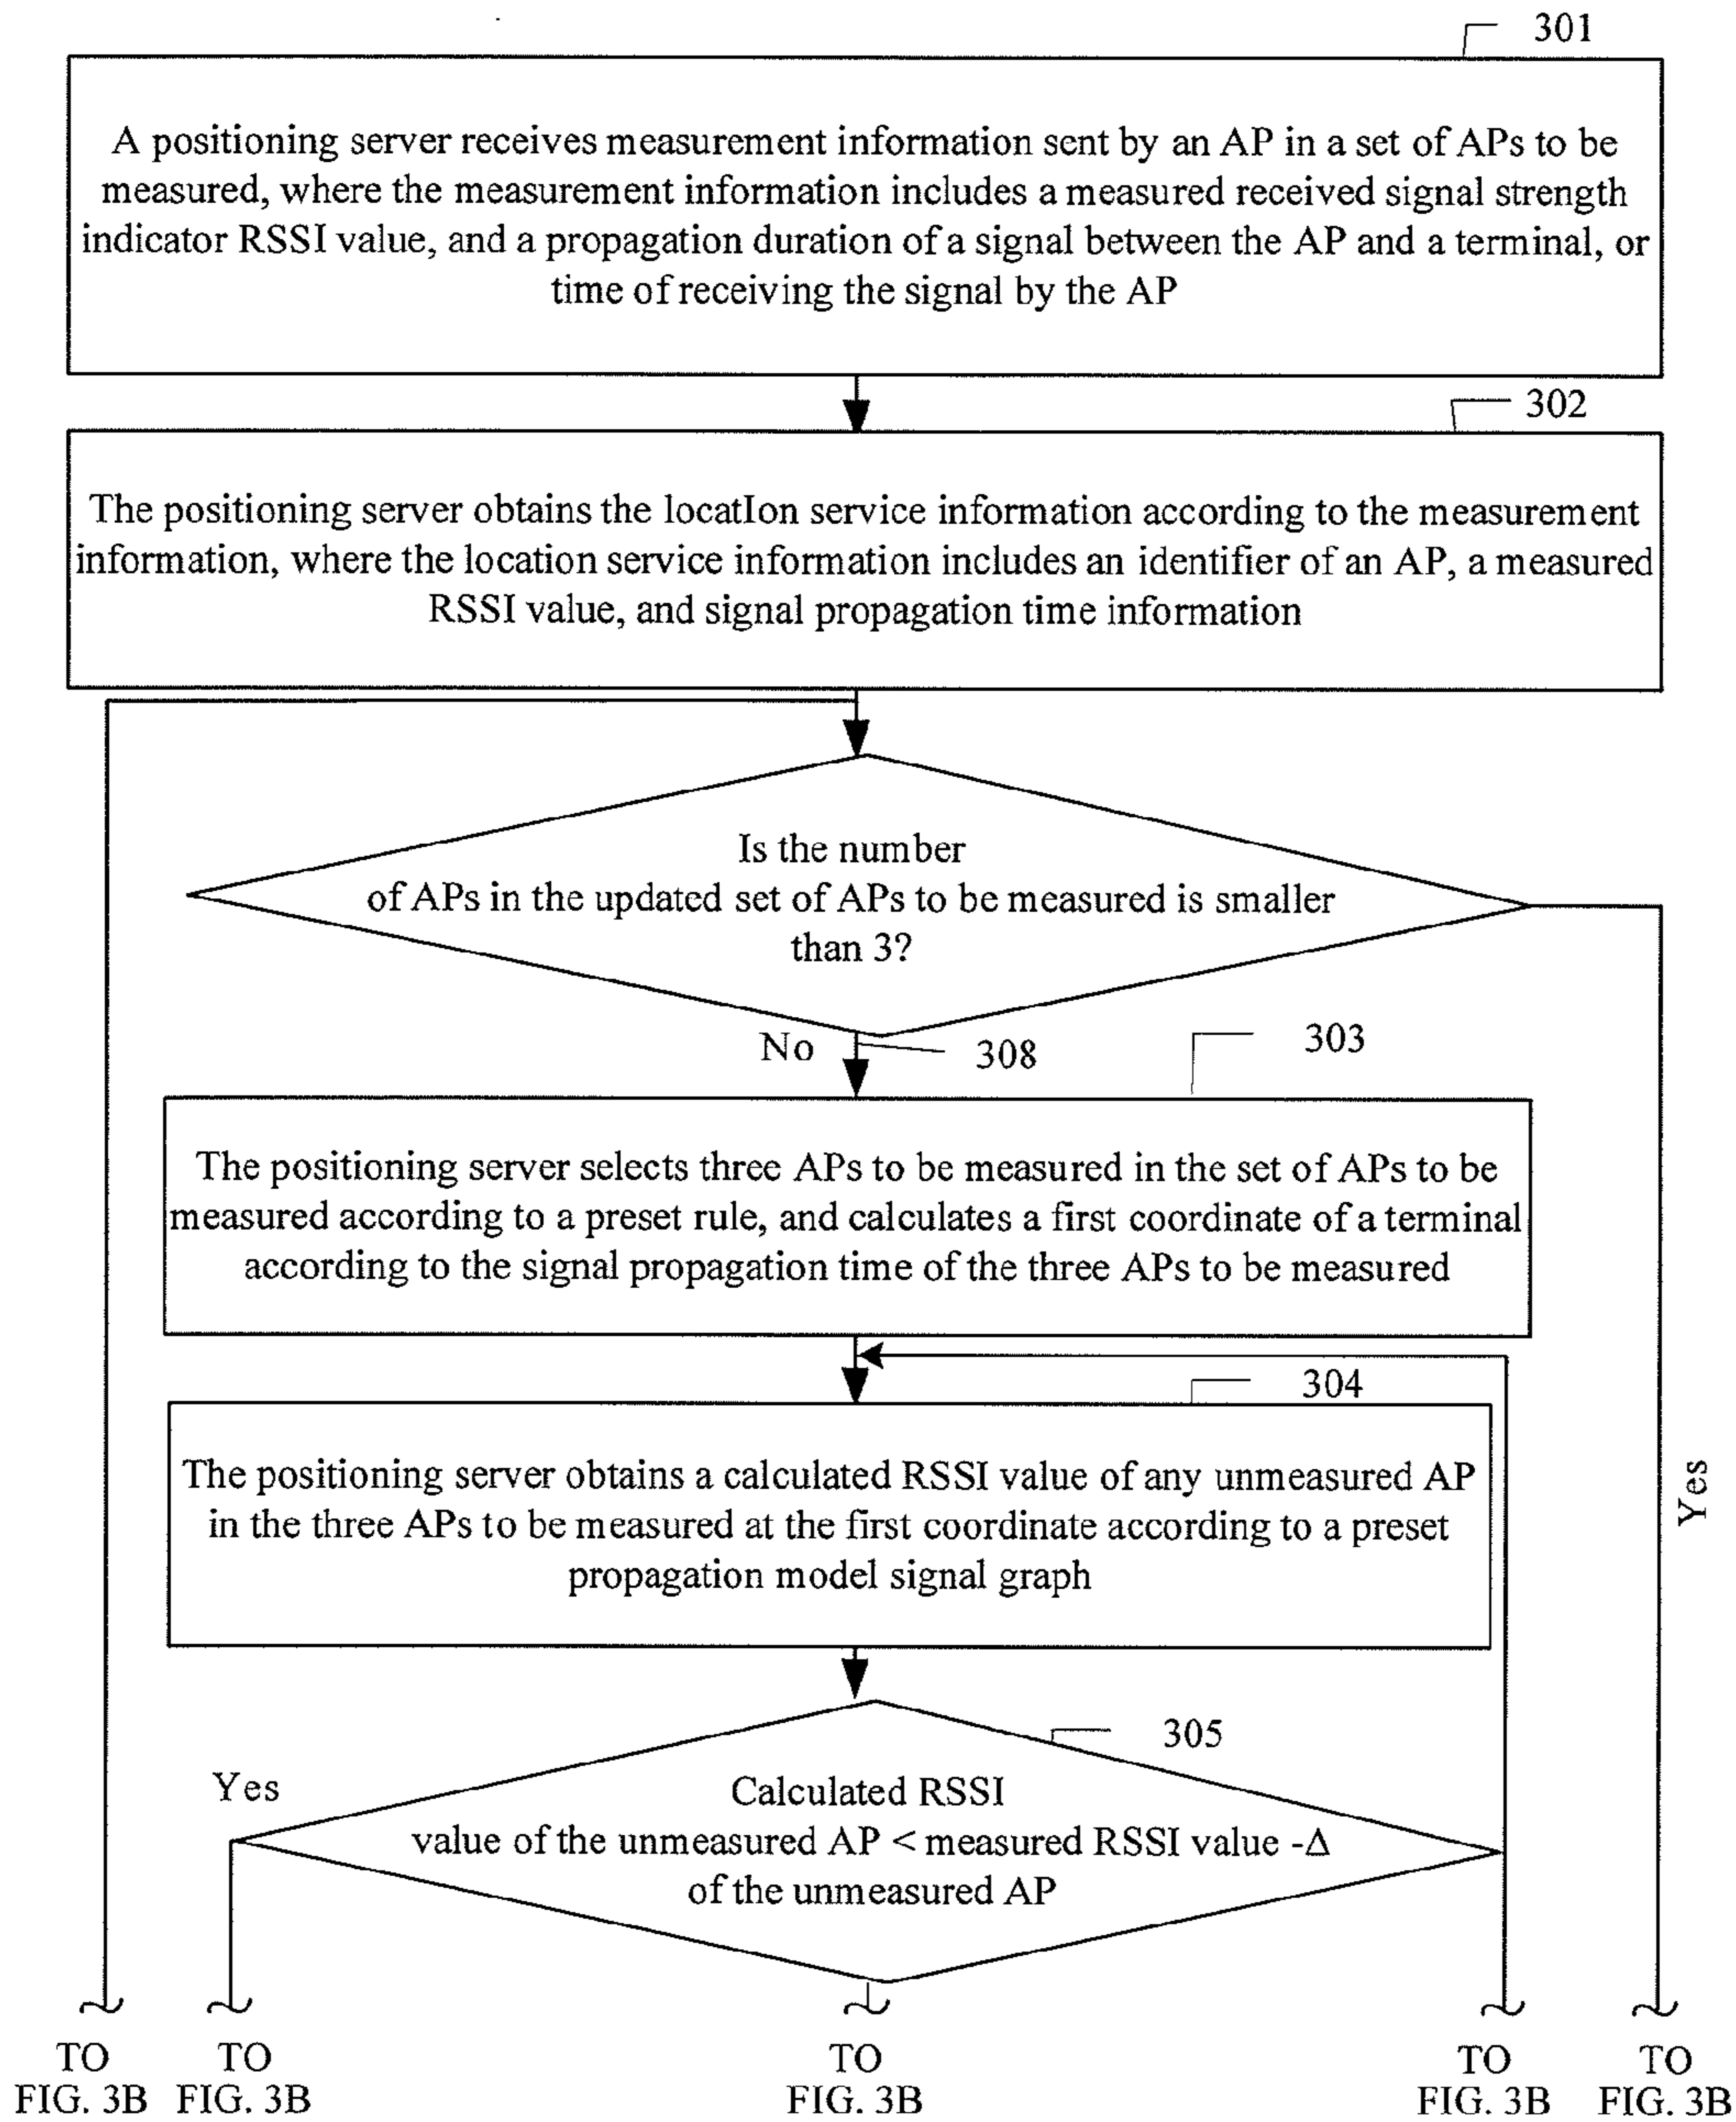 301
A positioning server receives measurement information sent by an AP in a set of APs to be
measured, where the measurement information includes a measured received signal strength
indicator RSSI value, and a propagation duration of a signal between the AP and a terminal, or
time of receiving the signal by the AP
302
The positioning server obtains the locatIon service information according to the measurement
information, where the location service information includes an identifier of an AP, a measured
RSSI value, and signal propagation time information
Is the number
of APs in the updated set of APs to be measured is smaller
than 3?
No
308
303
The positioning server selects three APs to be measured in the set of APs to be
measured according to a preset rule, and calculates a first coordinate of a terminal
according to the signal propagation time of the three APs to be measured
304
The positioning server obtains a calculated RSSI value of any unmeasured AP
in the three APs to be measured at the first coordinate according to a preset
propagation model signal graph
Yes
305
Yes
Calculated RSSI
value of the unmeasured AP < measured RSSI value -Δ
of the unmeasured AP
TO
FIG. 3B
TO
FIG. 3B
TO
FIG. 3B
TO
FIG. 3B
TO
FIG. 3B